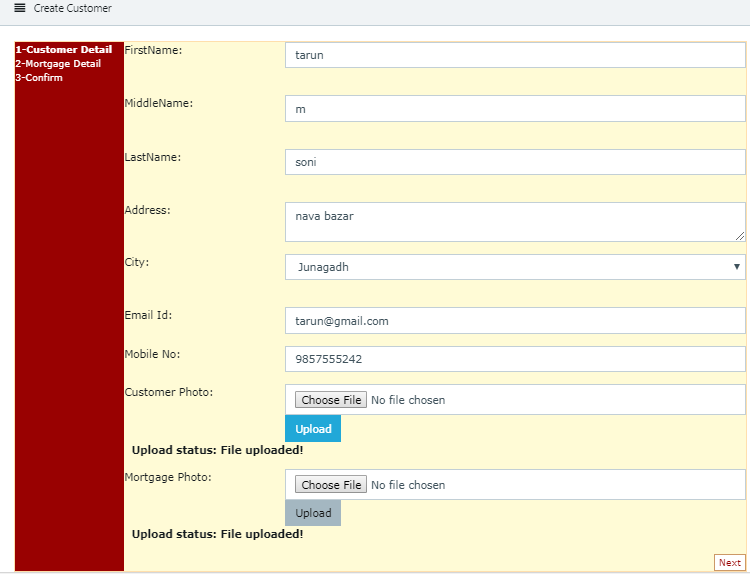 Create Customer
1-Customer Detail
2-Mortgage Detail
3-Confirm
FirstName:
tarun
MiddleName:
m
LastName:
soni
Address:
nava bazar
City:
Junagadh
Email Id:
tarun@gmail.com
Mobile No:
9857555242
Customer Photo:
Choose File No file chosen
Upload
Upload status: File uploaded!
Mortgage Photo:
Choose File No file chosen
Upload
Upload status: File uploaded!
Next